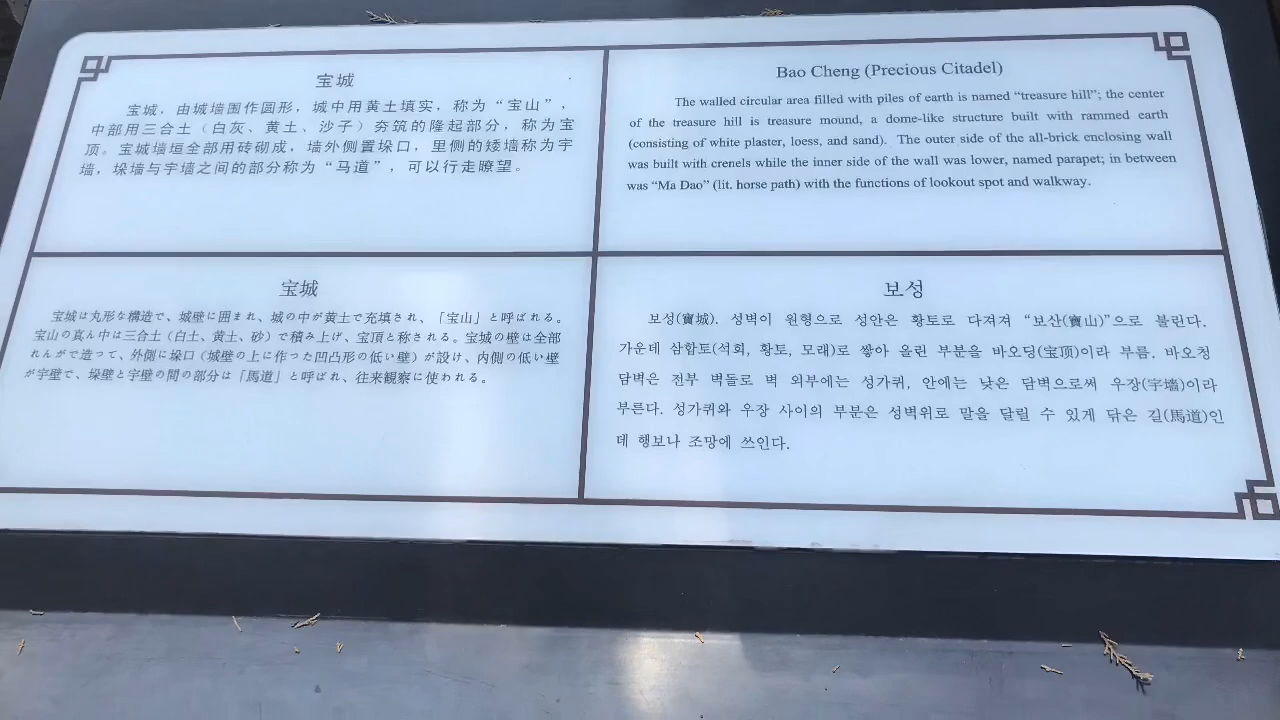 宝城
宝城，由城墙围作圆形，城中用黄土填实，称为“宝山”，
中部用三合土（白灰、黄土、沙子）夯筑的隆起部分，称为宝
顶。宝城墙垣全部用砖砌成，墙外侧置垛口，里侧的矮墙称为宇
墙，垛墙与宇墙之间的部分称为“马道”，可以行走瞭望。
Bao Cheng (Precious Citadel)
The walled circular area filled with piles of earth is named “treasure hill”; the center
of the treasure hill is treasure mound, a dome-like structure built with rammed earth
(consisting of white plaster, loess, and sand). The outer side of the all-brick enclosing wall
was built with crenels while the inner side of the wall was lower, named parapet; in between
was “Ma Dao” (lit. horse path) with the functions of lookout spot and walkway.
宝城
宝城は丸形な構造で、城壁に囲まれ、城の中が黄土で充填され、「宝山」と呼ばれる。
宝山の真ん中は三合土（白土、黄土、砂）で積み上げ、宝頂と称される。宝城の壁は全部
れんがで造って、外側に垛口（城壁の上に作った凹凸形の低い壁）が設け、内側の低い壁
が宇壁で、垛壁と宇壁の間の部分は「馬道」と呼ばれ、往来観察に使われる。
보성
보성(寶城). 성벽이 원형으로 성안은 황토로 다져져 “보산(寶山)”으로 불린다.
가운데 삼합토(석회, 황토, 모래)로 쌓아 올린 부분을 바오딩(宝顶)이라 부름. 바오청
담벽은 전부 벽돌로 벽 외부에는 성가퀴, 안에는 낮은 담벽으로써 우장(宇墻)이라
부른다. 성가퀴와 우장 사이의 부분은 성벽위로 말을 달릴 수 있게 닦은 길(馬道)인
데 행보나 조망에 쓰인다.